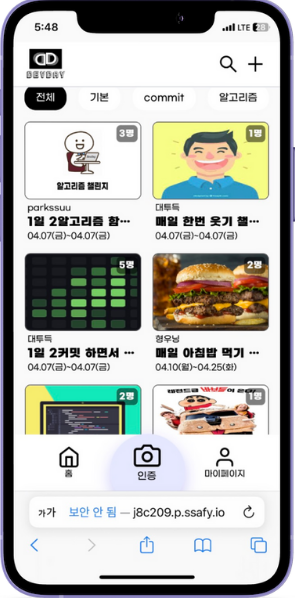 5:48
LTE 28
DEYDAY
전체 기본 commit 알고리즘
3명 1명
알고리즘 챌린지
parkssuu 대투득
1일 2알고리즘 함… 매일 한번 웃기 챌…
04.07(금)~04.07(금) 04.07(금)~04.07(금)
5명 2명
대투득 형우닝
1일 2커밋 하면서 … 매일 아침밥 먹기 …
04.07(금)~04.07(금) 04.10(월)~04.25(화)
2명 1명
홈 인증 마이페이지
가가 보안 안 됨 — j8c209.p.ssafy.io